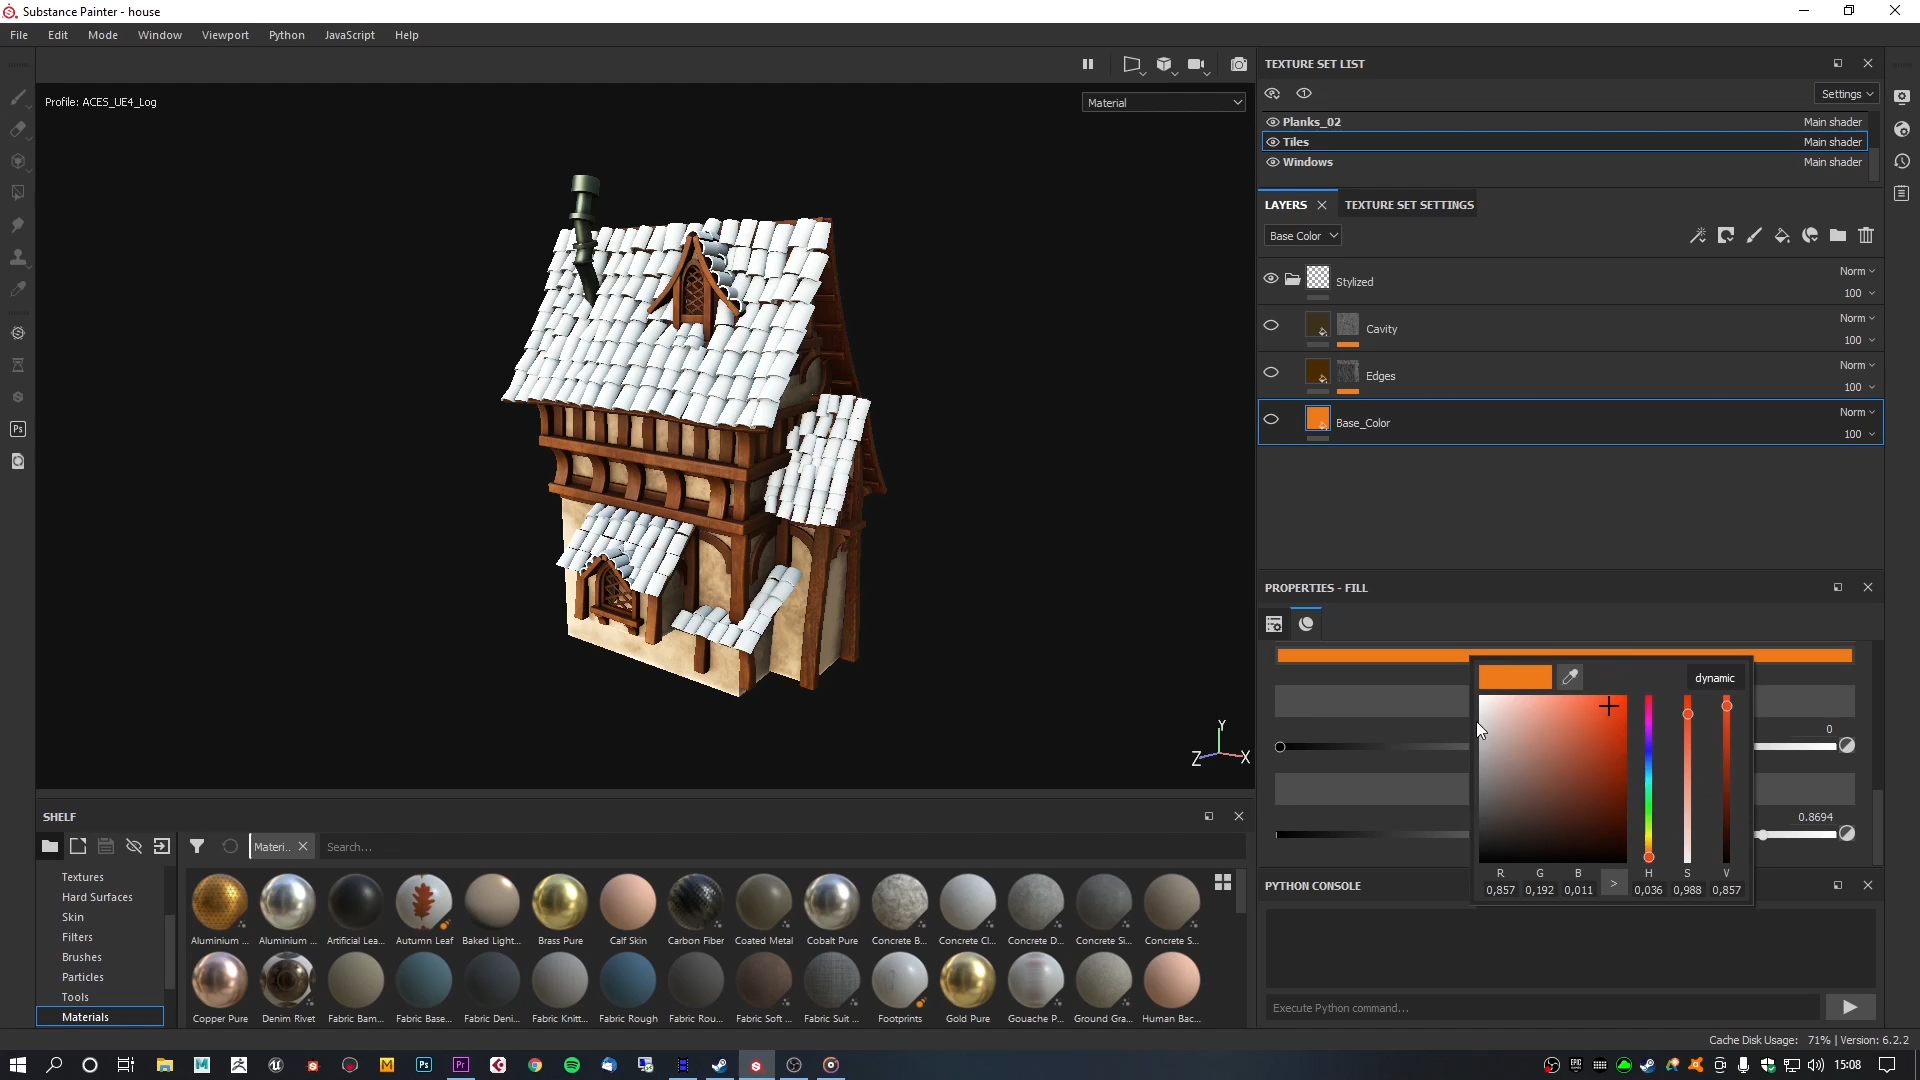 Substance Painter - house
File Edit Mode Window Viewport Python JavaScript Help
Profile: ACES_UE4_Log
Material
TEXTURE SET LIST
Settings
Planks_02 Main shader
Tiles Main shader
Windows Main shader
LAYERS TEXTURE SET SETTINGS
Base Color
Stylized Norm
100
Cavity Norm
100
Edges Norm
100
Base_Color Norm
100
PROPERTIES - FILL
dynamic
0
0.8694
R G B H S V
0,857 0,192 0,011 > 0,036 0,988 0,857
Y
Z X
SHELF
Materi..
Search...
Textures
Hard Surfaces
Skin
Filters
Brushes
Particles
Tools
Materials
Aluminium ... Aluminium ... Artificial Lea... Autumn Leaf Baked Light... Brass Pure Calf Skin Carbon Fiber Coated Metal Cobalt Pure Concrete B... Concrete Cl... Concrete D... Concrete Si... Concrete S...
Copper Pure Denim Rivet Fabric Bam... Fabric Base... Fabric Deni... Fabric Knitt... Fabric Rough Fabric Rou... Fabric Soft ... Fabric Suit ... Footprints Gold Pure Gouache P... Ground Gra... Human Bac...
PYTHON CONSOLE
Execute Python command...
Cache Disk Usage: 71% | Version: 6.2.2
15:08